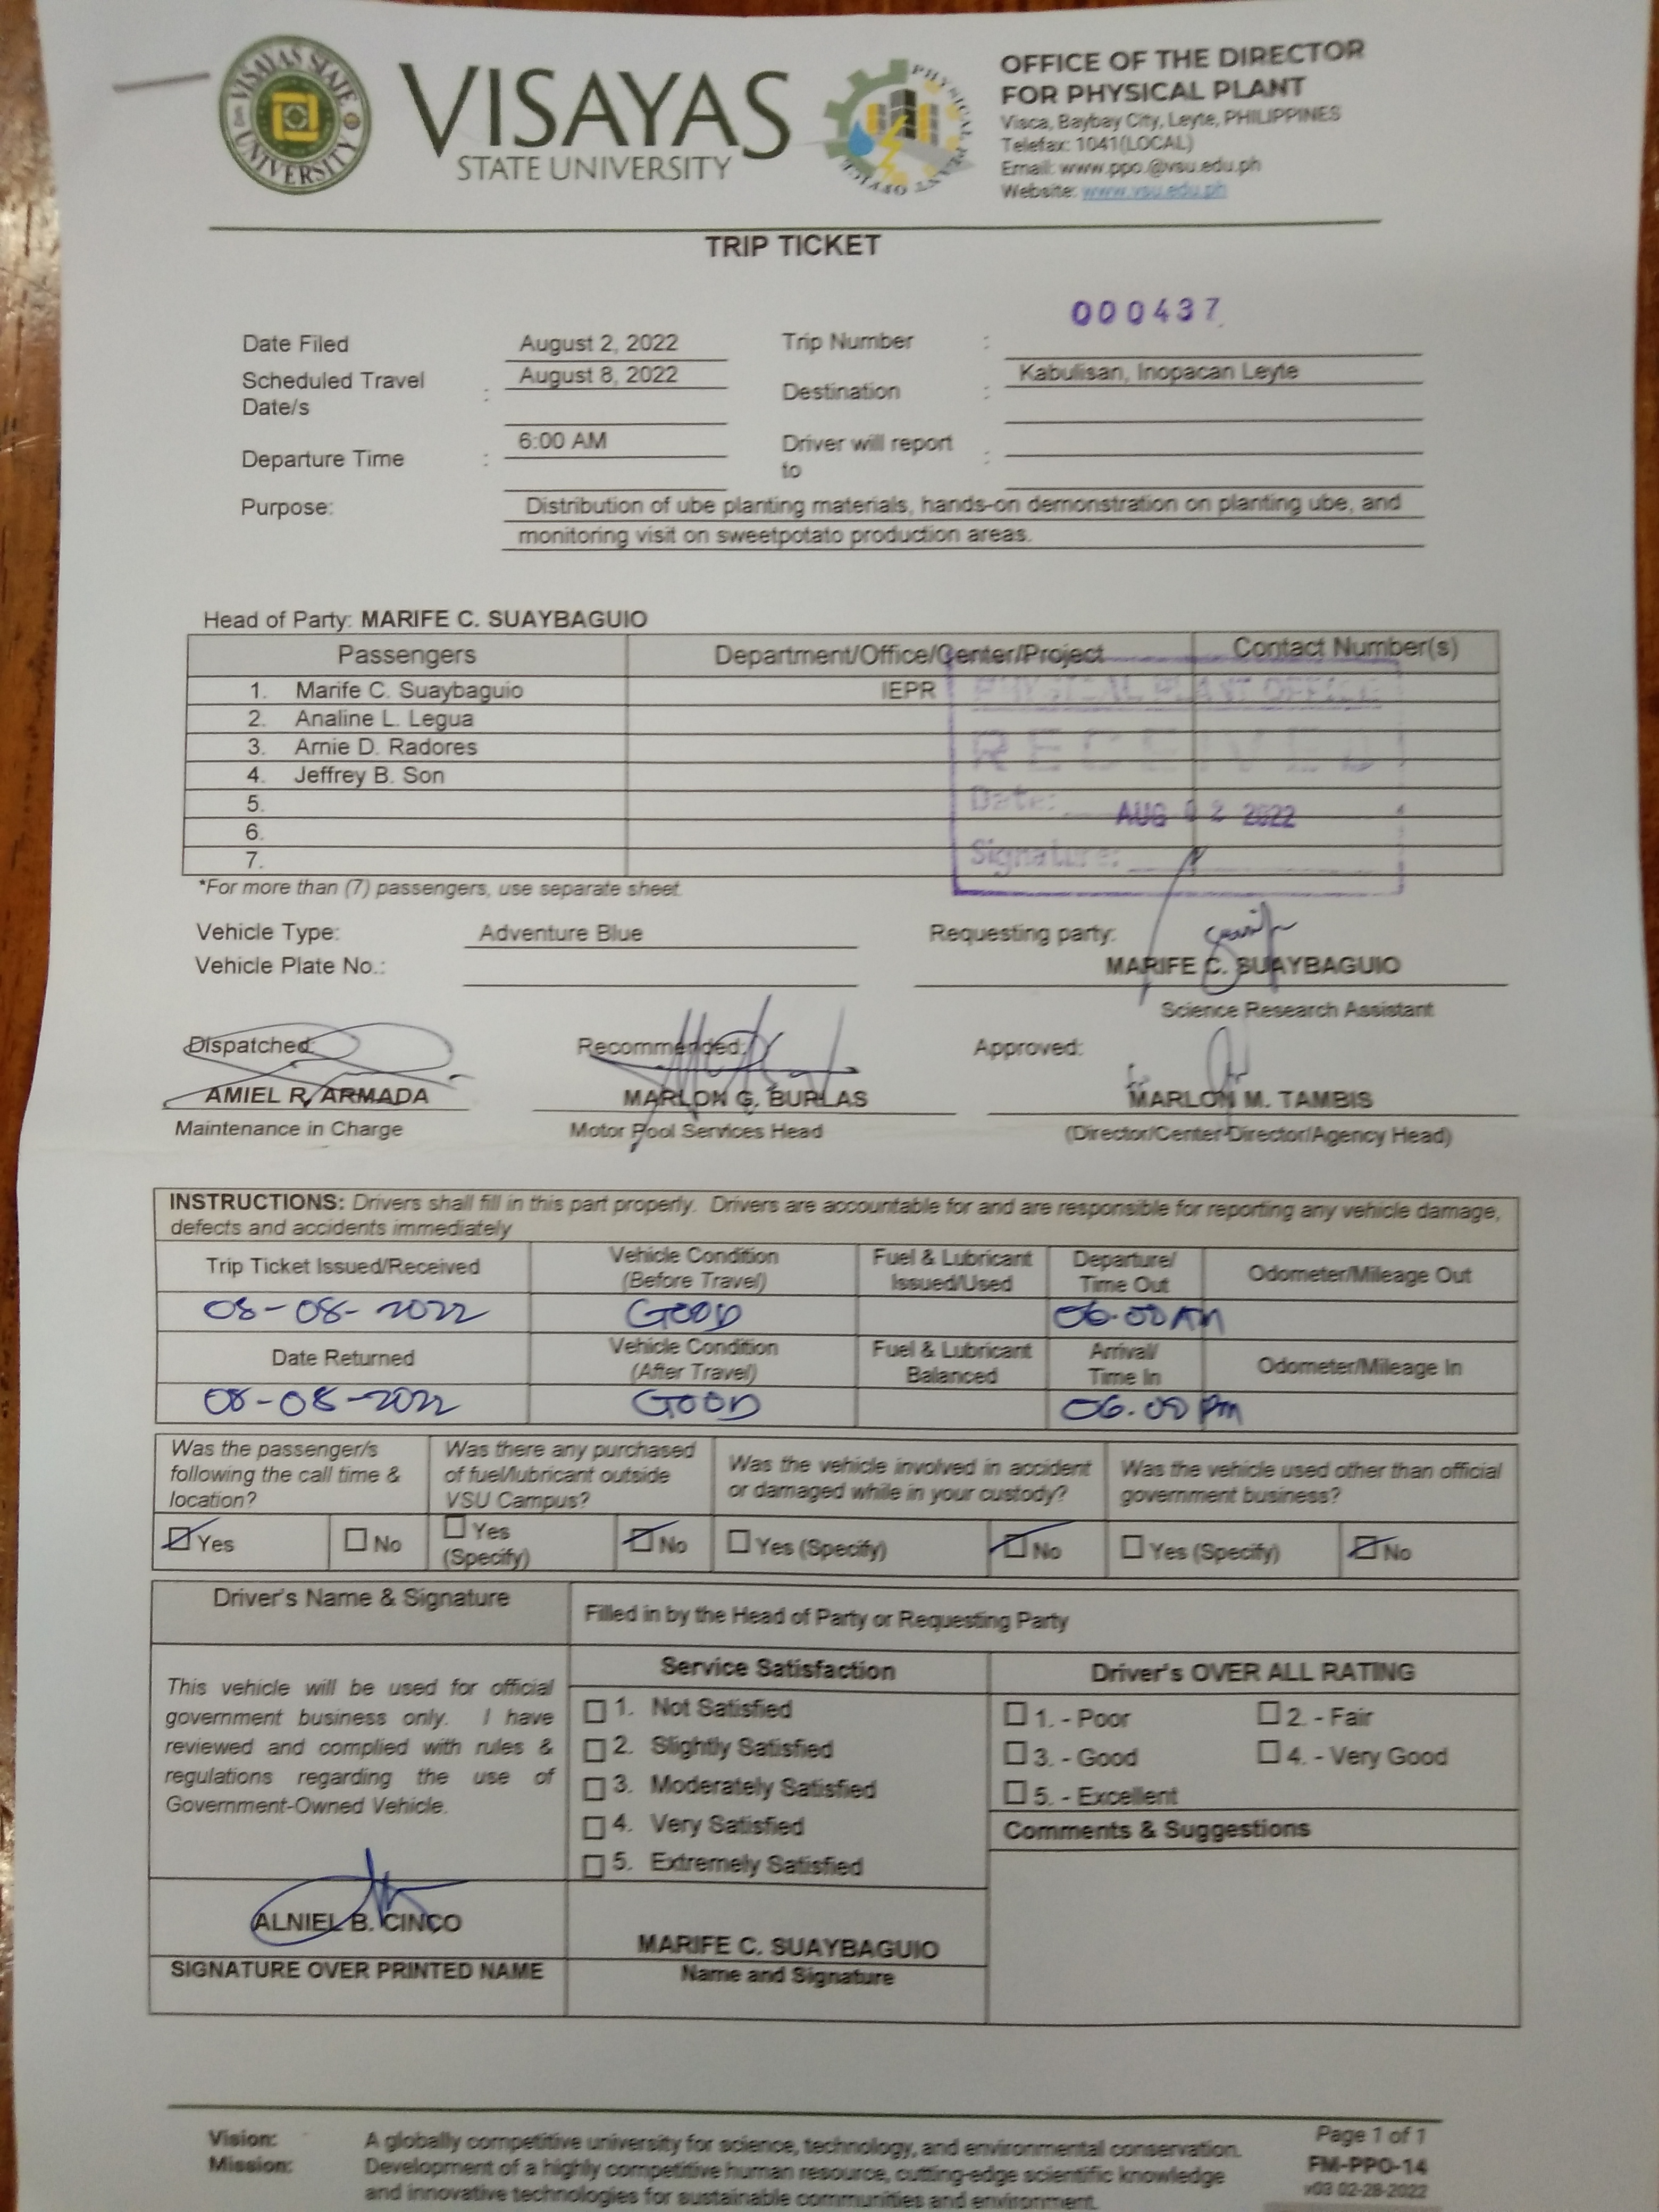 VISAYAS STATE UNIVERSITY
VISAYAS
STATE UNIVERSITY
PHYSICAL PLANT OFFICE
OFFICE OF THE DIRECTOR
FOR PHYSICAL PLANT
Visca, Baybay City, Leyte, PHILIPPINES
Telefax: 1041(LOCAL)
Email: www.ppo.@vsu.edu.ph
Website: www.vsu.edu.ph
TRIP TICKET
000437
Date Filed August 2, 2022 Trip Number :
Scheduled Travel Date/s : August 8, 2022 Destination : Kabulisan, Inopacan Leyte
Departure Time : 6:00 AM Driver will report to :
Purpose: Distribution of ube planting materials, hands-on demonstration on planting ube, and
monitoring visit on sweetpotato production areas.
Head of Party: MARIFE C. SUAYBAGUIO
Passengers Department/Office/Center/Project Contact Number(s)
1. Marife C. Suaybaguio IEPR
2. Analine L. Legua
3. Arnie D. Radores
4. Jeffrey B. Son
5.
6.
7.
PHYSICAL PLANT OFFICE
RECEIVED
Date: AUG 02 2022
Signature:
*For more than (7) passengers, use separate sheet.
Vehicle Type: Adventure Blue Requesting party:
Vehicle Plate No.: MARIFE C. SUAYBAGUIO
Science Research Assistant
Dispatched: Recommended: Approved:
AMIEL R. ARMADA MARLON G. BURLAS MARLON M. TAMBIS
Maintenance in Charge Motor Pool Services Head (Director/Center Director/Agency Head)
INSTRUCTIONS: Drivers shall fill in this part properly. Drivers are accountable for and are responsible for reporting any vehicle damage,
defects and accidents immediately
Trip Ticket Issued/Received Vehicle Condition (Before Travel) Fuel & Lubricant Issued/Used Departure/ Time Out Odometer/Mileage Out
08-08-2022 GOOD 06.00 AM
Date Returned Vehicle Condition (After Travel) Fuel & Lubricant Balanced Arrival/ Time In Odometer/Mileage In
08-08-2022 GOOD 06.00 PM
Was the passenger/s following the call time & location? Was there any purchased of fuel/lubricant outside VSU Campus? Was the vehicle involved in accident or damaged while in your custody? Was the vehicle used other than official government business?
Yes No Yes (Specify) No Yes (Specify) No Yes (Specify) No
Driver's Name & Signature Filled in by the Head of Party or Requesting Party
This vehicle will be used for official
government business only. I have
reviewed and complied with rules &
regulations regarding the use of
Government-Owned Vehicle.
Service Satisfaction
1. Not Satisfied
2. Slightly Satisfied
3. Moderately Satisfied
4. Very Satisfied
5. Extremely Satisfied
Driver's OVER ALL RATING
1. - Poor 2. - Fair
3. - Good 4. - Very Good
5. - Excellent
Comments & Suggestions
ALNIEL B. CINCO
SIGNATURE OVER PRINTED NAME
MARIFE C. SUAYBAGUIO
Name and Signature
Vision: A globally competitive university for science, technology, and environmental conservation.
Mission: Development of a highly competitive human resource, cutting-edge scientific knowledge
and innovative technologies for sustainable communities and environment.
Page 1 of 1
FM-PPO-14
v03 02-28-2022